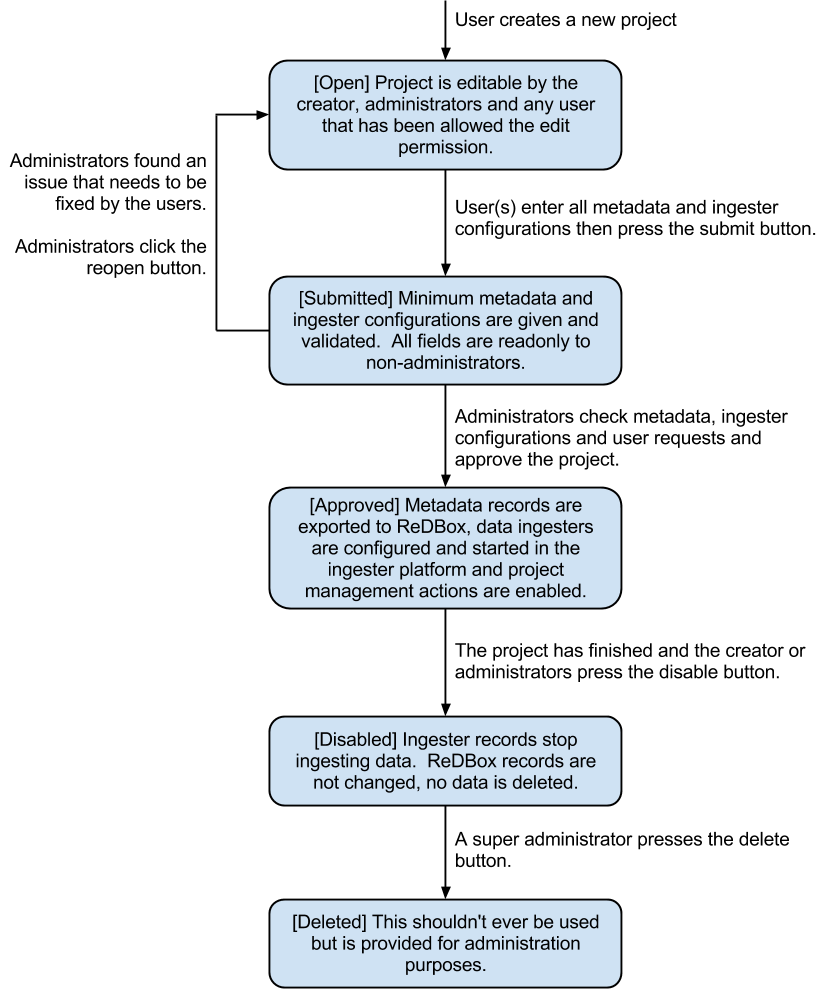 User creates a new project
[Open] Project is editable by the
creator, administrators and any user
that has been allowed the edit
permission.
Administrators found an
issue that needs to be
fixed by the users.
Administrators click the
reopen button.
User(s) enter all metadata and ingester
configurations then press the submit button.
[Submitted] Minimum metadata and
ingester configurations are given and
validated.  All fields are readonly to
non-administrators.
Administrators check metadata, ingester
configurations and user requests and
approve the project.
[Approved] Metadata records are
exported to ReDBox, data ingesters
are configured and started in the
ingester platform and project
management actions are enabled.
The project has finished and the creator or
administrators press the disable button.
[Disabled] Ingester records stop
ingesting data.  ReDBox records are
not changed, no data is deleted.
A super administrator presses the delete
button.
[Deleted] This shouldn't ever be used
but is provided for administration
purposes.